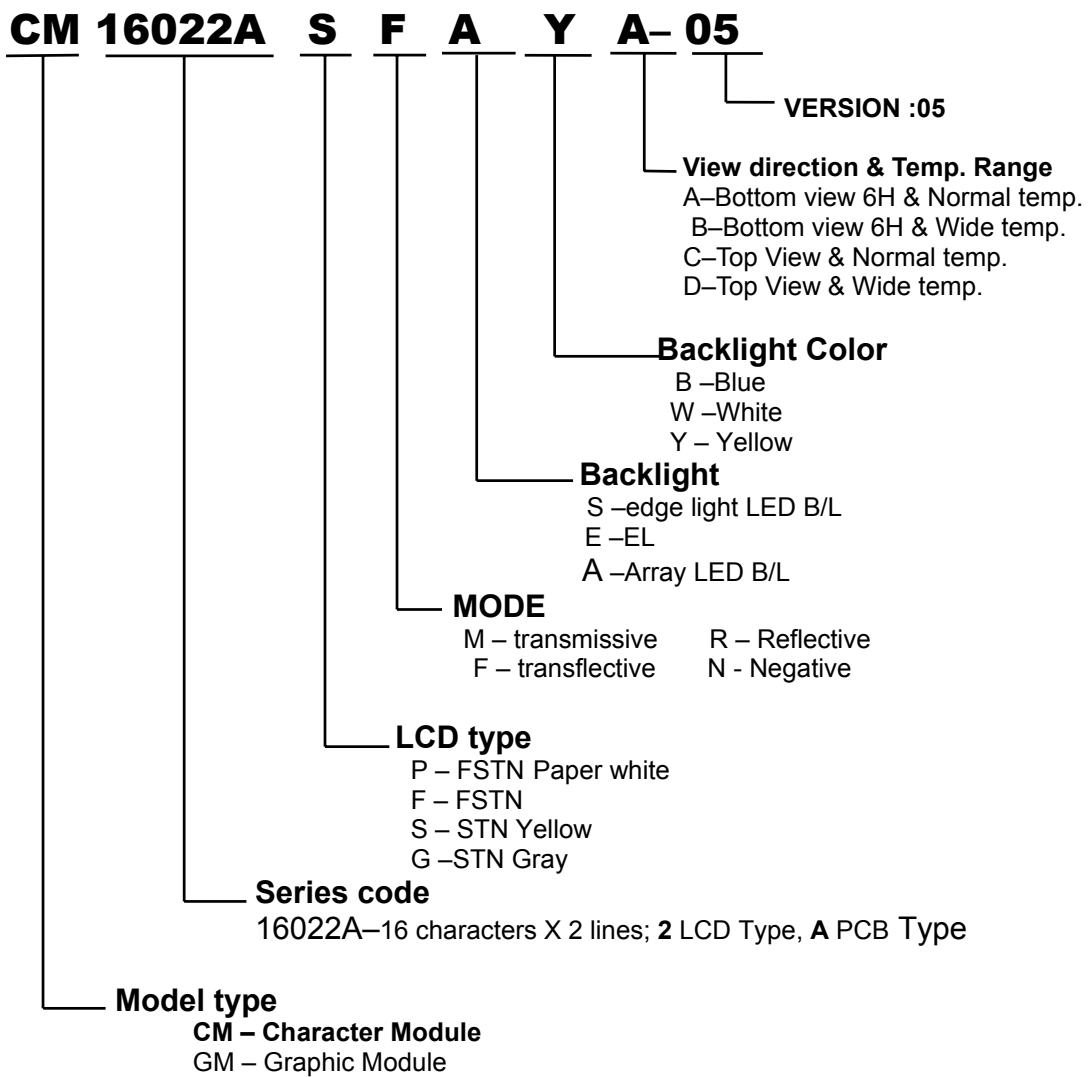 CM 16022A S F A Y A– 05
VERSION :05
View direction & Temp. Range
A–Bottom view 6H & Normal temp.
B–Bottom view 6H & Wide temp.
C–Top View & Normal temp.
D–Top View & Wide temp.
Backlight Color
B –Blue
W –White
Y – Yellow
Backlight
S –edge light LED B/L
E –EL
A –Array LED B/L
MODE
M – transmissive R – Reflective
F – transflective N - Negative
LCD type
P – FSTN Paper white
F – FSTN
S – STN Yellow
G –STN Gray
Series code
16022A–16 characters X 2 lines; 2 LCD Type, A PCB Type
Model type
CM – Character Module
GM – Graphic Module